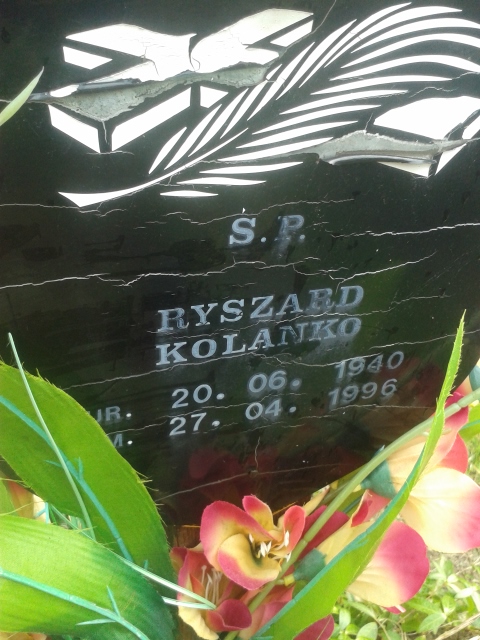 S.P.
RYSZARD
KOLANKO
UR. 20. 06. 1940
M. 27. 04. 1996